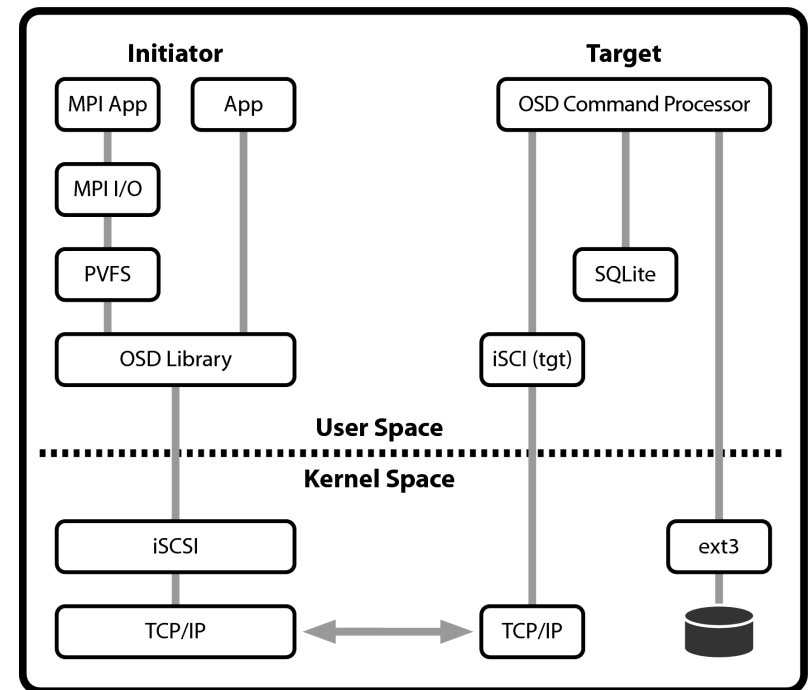 Initiator
Target
MPI App
App
OSD Command Processor
MPI I/O
PVFS
SQLite
OSD Library
iSCI (tgt)
User Space
Kernel Space
iSCSI
ext3
TCP/IP
TCP/IP